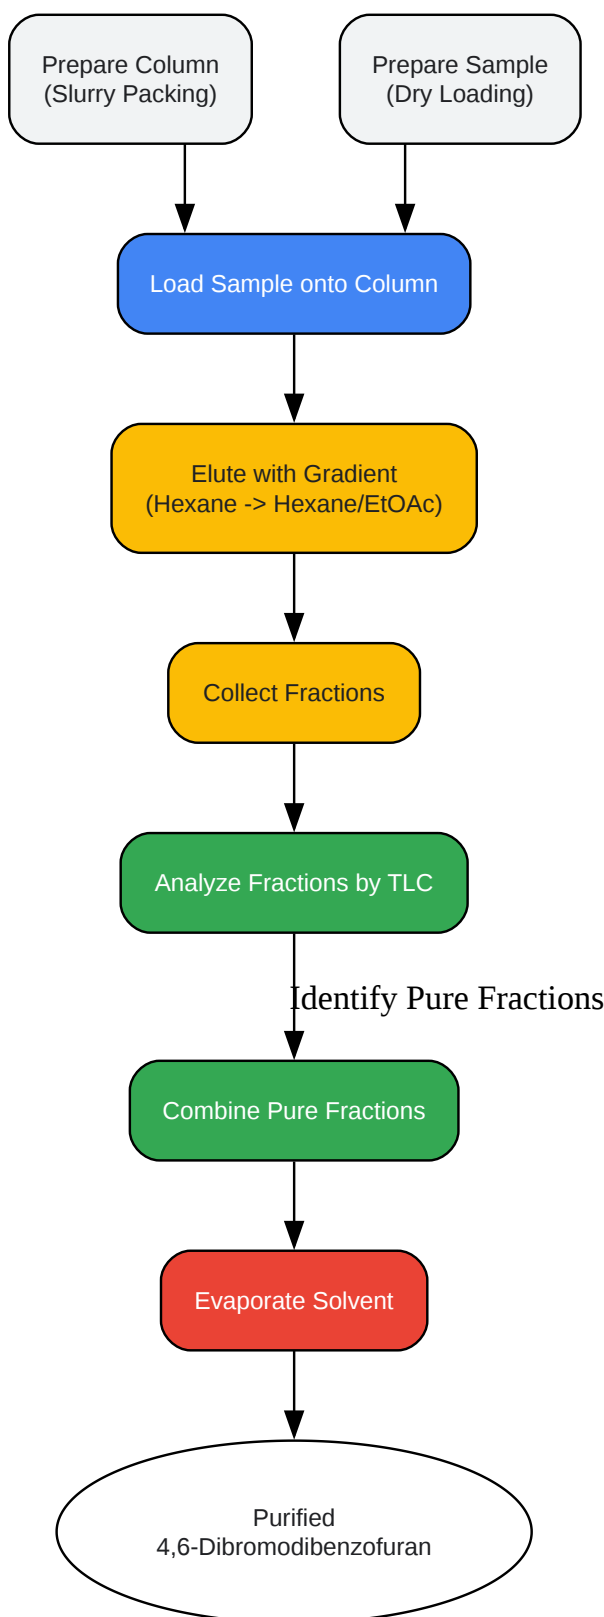 Prepare Column
(Slurry Packing)
Prepare Sample
(Dry Loading)
Load Sample onto Column
Elute with Gradient
(Hexane -> Hexane/EtOAc)
Collect Fractions
Analyze Fractions by TLC
Identify Pure Fractions
Combine Pure Fractions
Evaporate Solvent
Purified
4,6-Dibromodibenzofuran